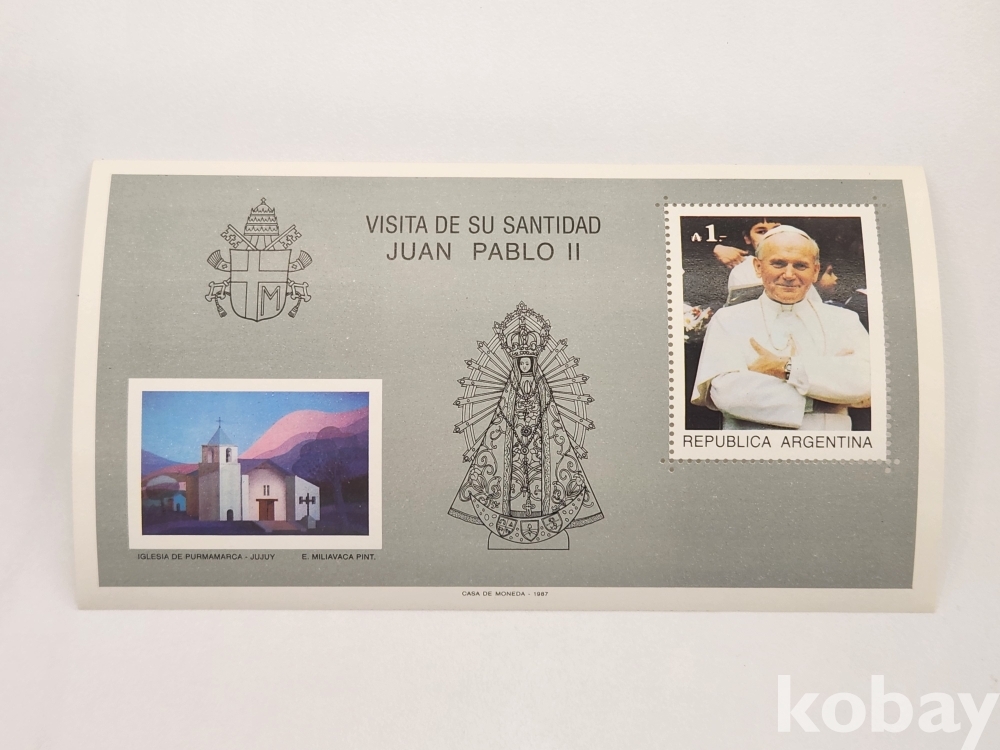 VISITA DE SU SANTIDAD
JUAN PABLO II
₳ 1.-
REPUBLICA ARGENTINA
M
IGLESIA DE PURMAMARCA - JUJUY E. MILIAVACA PINT.
CASA DE MONEDA - 1987
kobay